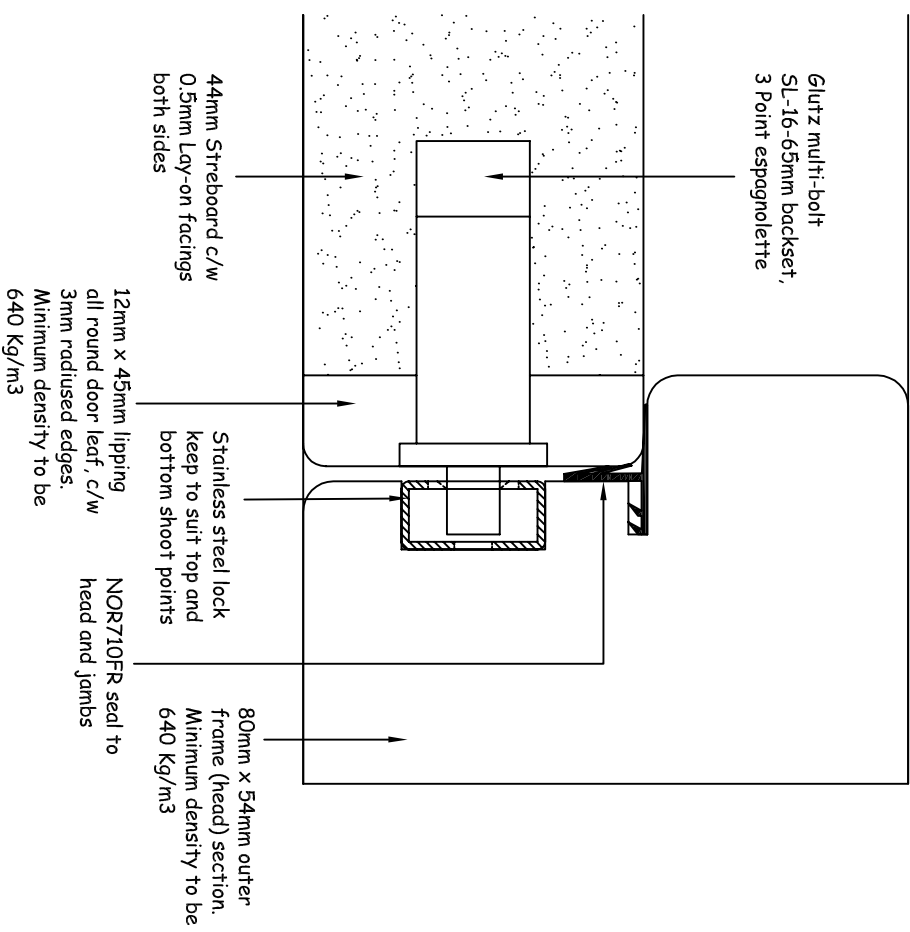 Glutz multi-bolt
SL-16-65mm backset,
3 Point espagnolette
44mm Streboard c/w
0.5mm Lay-on facings
both sides
12mm x 45mm lipping
all round door leaf, c/w
3mm radiused edges.
Minimum density to be
640 Kg/m3
Stainless steel lock
keep to suit top and
bottom shoot points
NOR710FR seal to
head and jambs
80mm x 54mm outer
frame (head) section.
Minimum density to be
640 Kg/m3